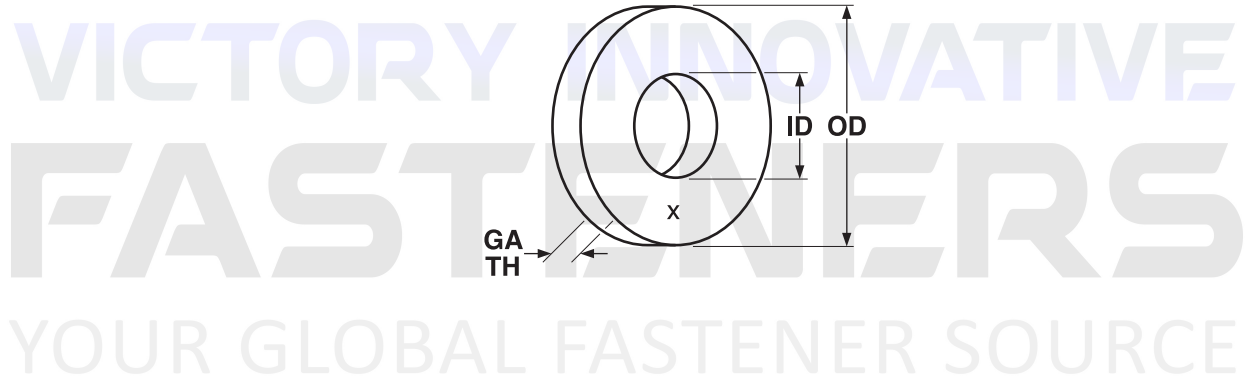 VICTORY INNOVATIVE
FASTENERS
YOUR GLOBAL FASTENER SOURCE
ID OD
X
GA
TH